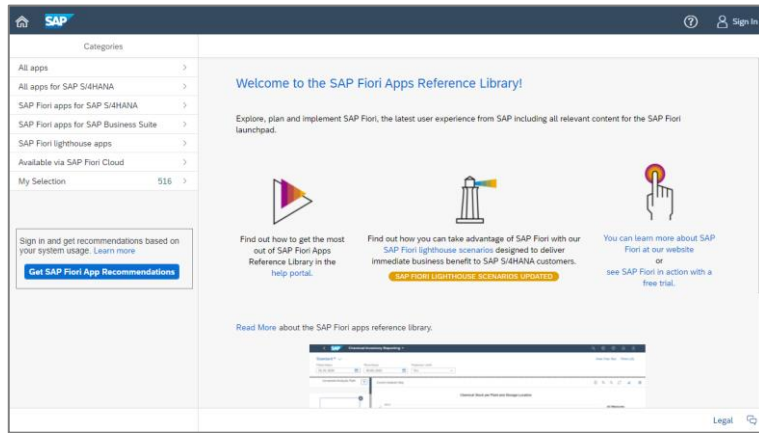 SAP
Sign In
Categories
All apps
All apps for SAP S/4HANA
SAP Fiori apps for SAP S/4HANA
SAP Fiori apps for SAP Business Suite
SAP Fiori lighthouse apps
Available via SAP Fiori Cloud
My Selection 516
Sign in and get recommendations based on
your system usage. Learn more
Get SAP Fiori App Recommendations
Welcome to the SAP Fiori Apps Reference Library!
Explore, plan and implement SAP Fiori, the latest user experience from SAP including all relevant content for the SAP Fiori
launchpad.
Find out how to get the most
out of SAP Fiori Apps
Reference Library in the
help portal.
Find out how you can take advantage of SAP Fiori with our
SAP Fiori lighthouse scenarios designed to deliver
immediate business benefit to SAP S/4HANA customers.
SAP FIORI LIGHTHOUSE SCENARIOS UPDATED
You can learn more about SAP
Fiori at our website
or
see SAP Fiori in action with a
free trial.
Read More about the SAP Fiori apps reference library.
SAP
Legal